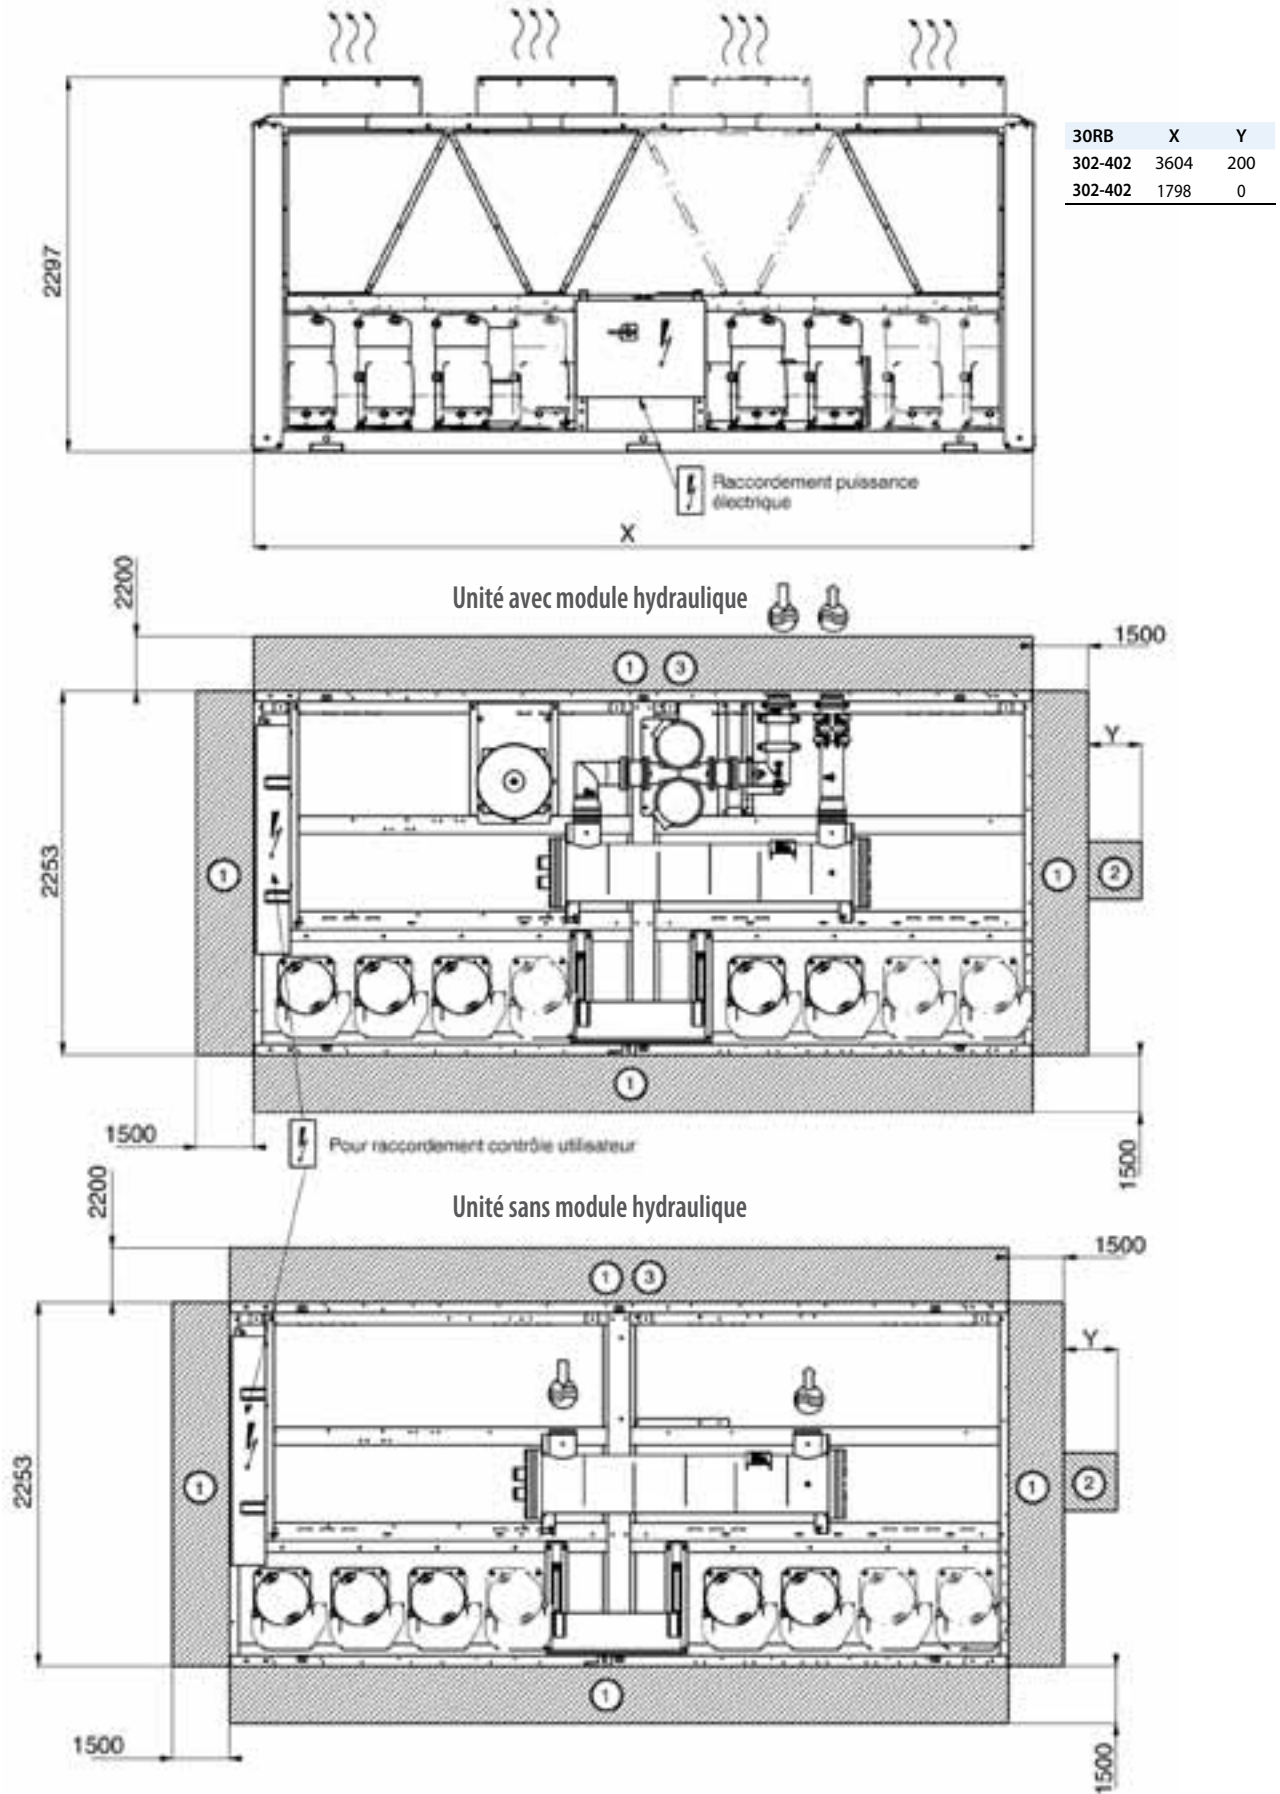 30RB X Y
302-402 3604 200
302-402 1798 0
2297
Raccordement puissance
électrique
X
2200
Unité avec module hydraulique
1500
1 3
Y
2253
1
1
2
1
1500
Pour raccordement contrôle utilisateur
1500
2200
Unité sans module hydraulique
1500
1 3
Y
2253
1
1
2
1
1500
1500